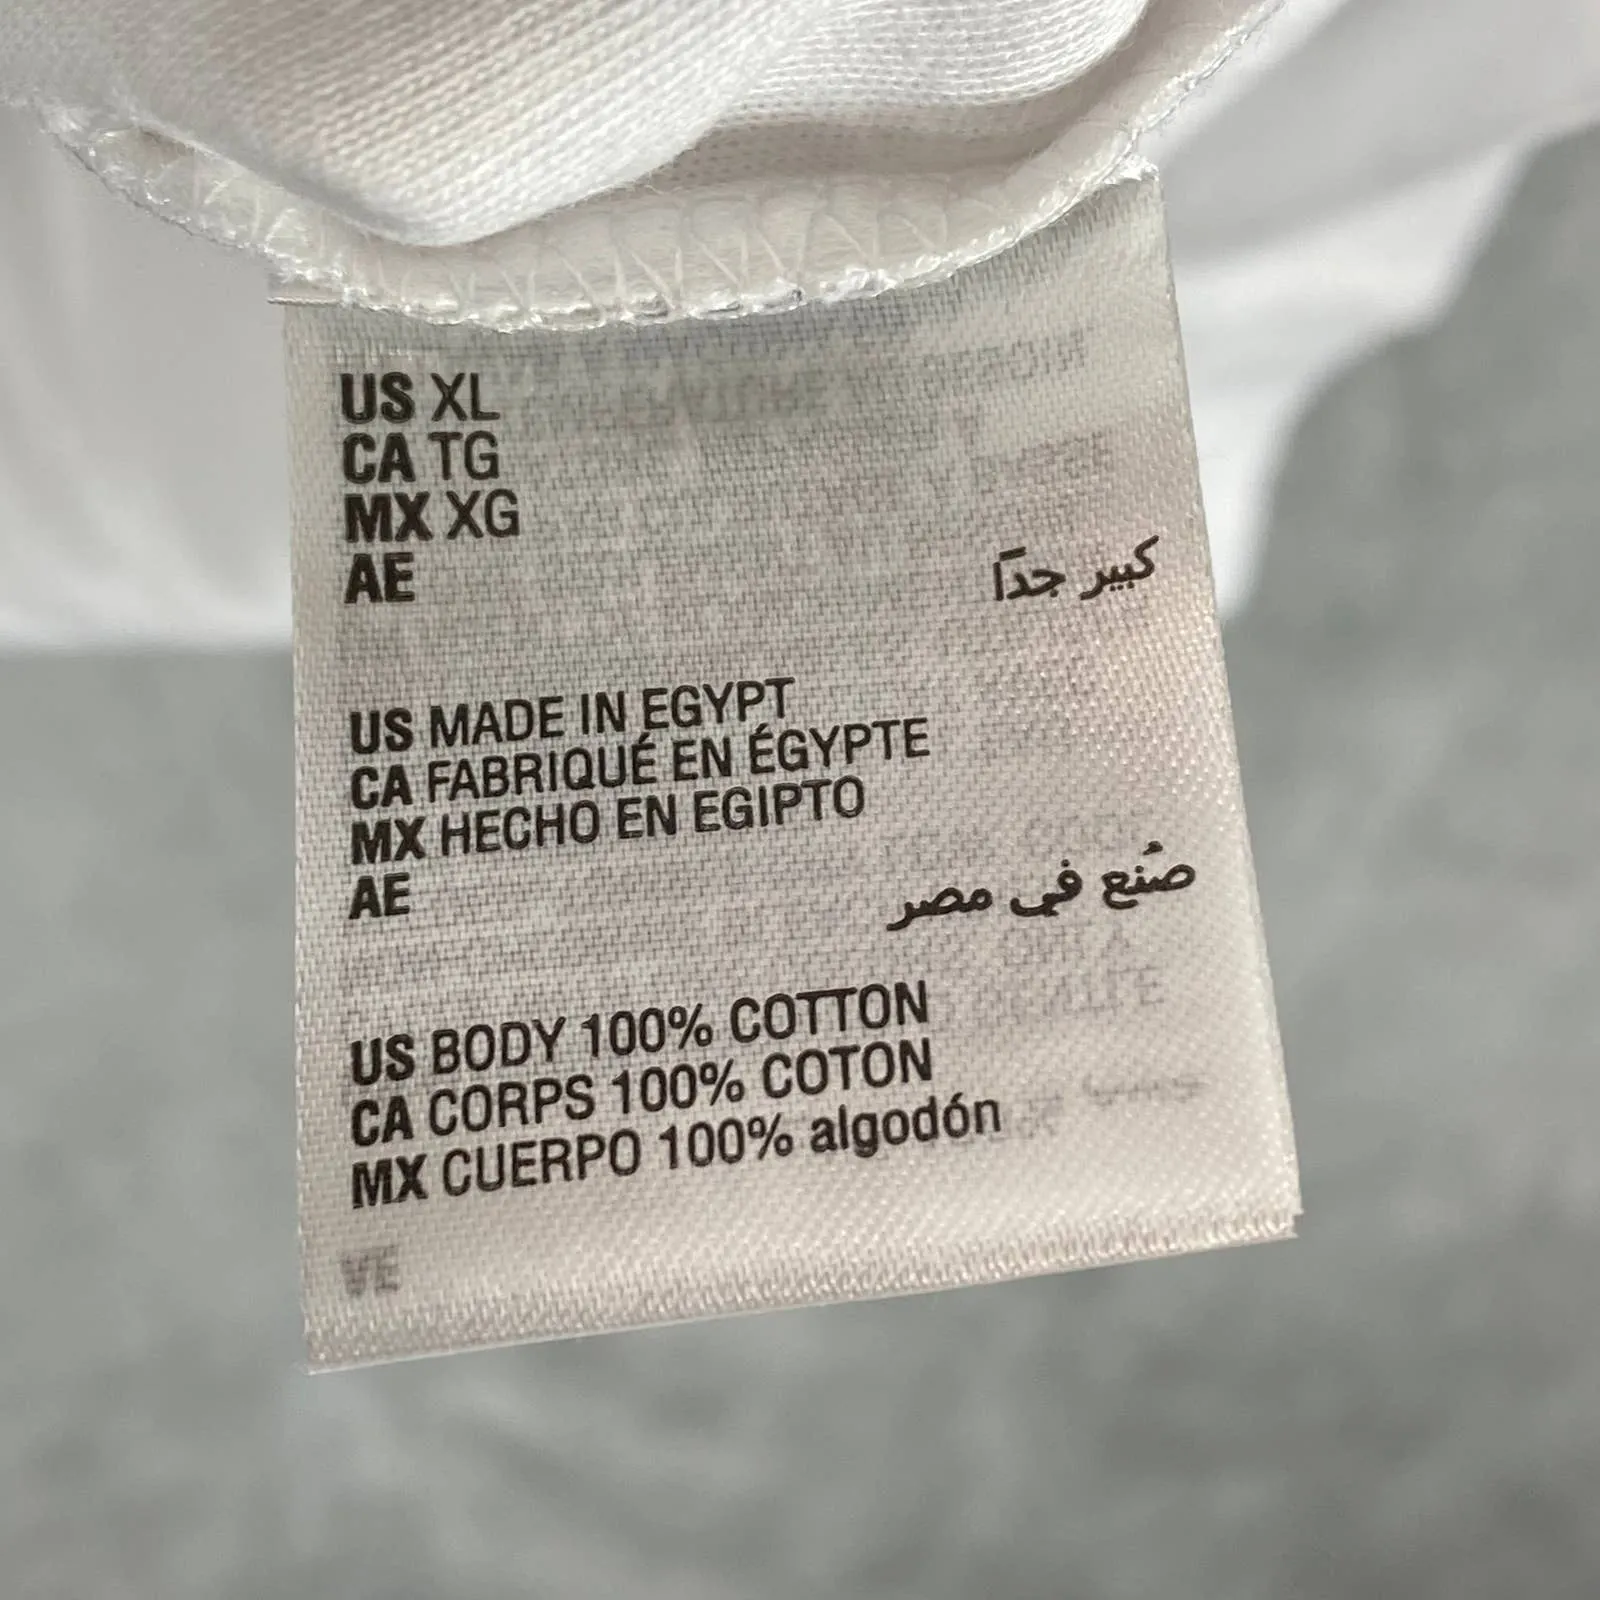 US XL
CA TG
MX XG
AE كبير جدًا
US MADE IN EGYPT
CA FABRIQUÉ EN ÉGYPTE
MX HECHO EN EGIPTO
AE صُنع في مصر
US BODY 100% COTTON
CA CORPS 100% COTON
MX CUERPO 100% algodón